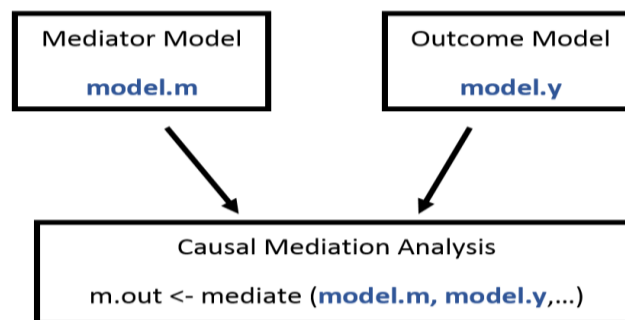 Mediator Model
model.m
Outcome Model
model.y
Causal Mediation Analysis
m.out <- mediate (model.m, model.y,...)